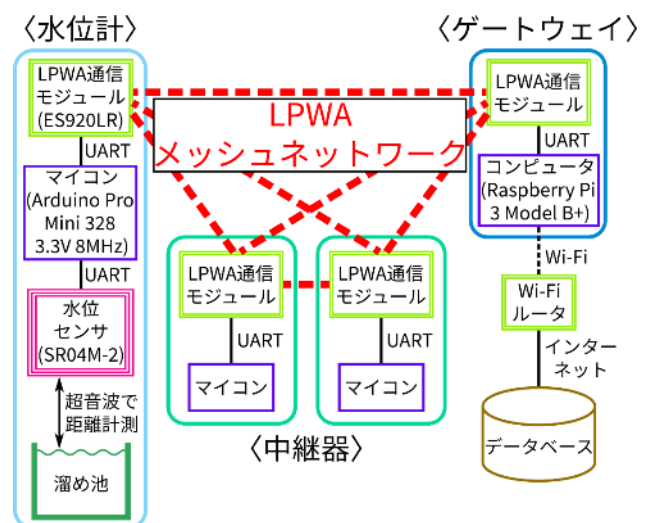 〈水位計〉
LPWA通信
モジュール
(ES920LR)
UART
マイコン
(Arduino Pro
Mini 328
3.3V 8MHz)
UART
水位
センサ
(SR04M-2)
超音波で
距離計測
溜め池
LPWA
メッシュネットワーク
LPWA通信
モジュール
UART
マイコン
LPWA通信
モジュール
UART
マイコン
〈中継器〉
〈ゲートウェイ〉
LPWA通信
モジュール
UART
コンピュータ
(Raspberry Pi
3 Model B+)
Wi-Fi
Wi-Fi
ルータ
インター
ネット
データベース